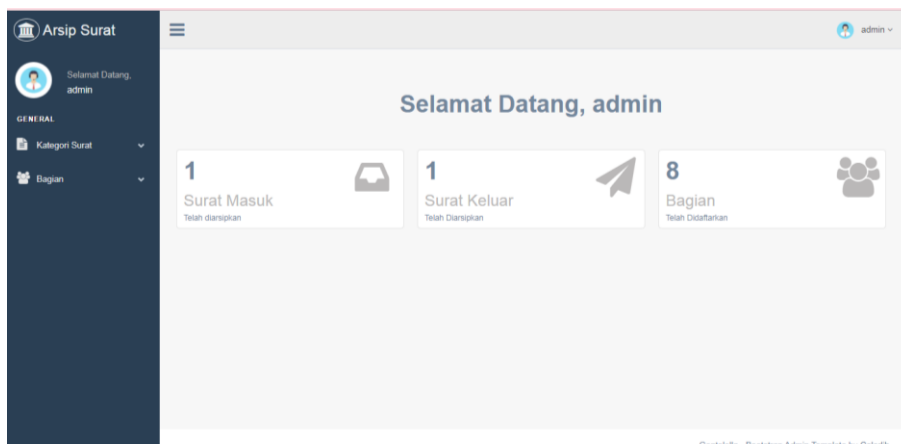 Arsip Surat
admin
Selamat Datang,
admin
GENERAL
Kategori Surat
Bagian
Selamat Datang, admin
1
Surat Masuk
Telah diarsipkan
1
Surat Keluar
Telah Diarsipkan
8
Bagian
Telah Didaftarkan